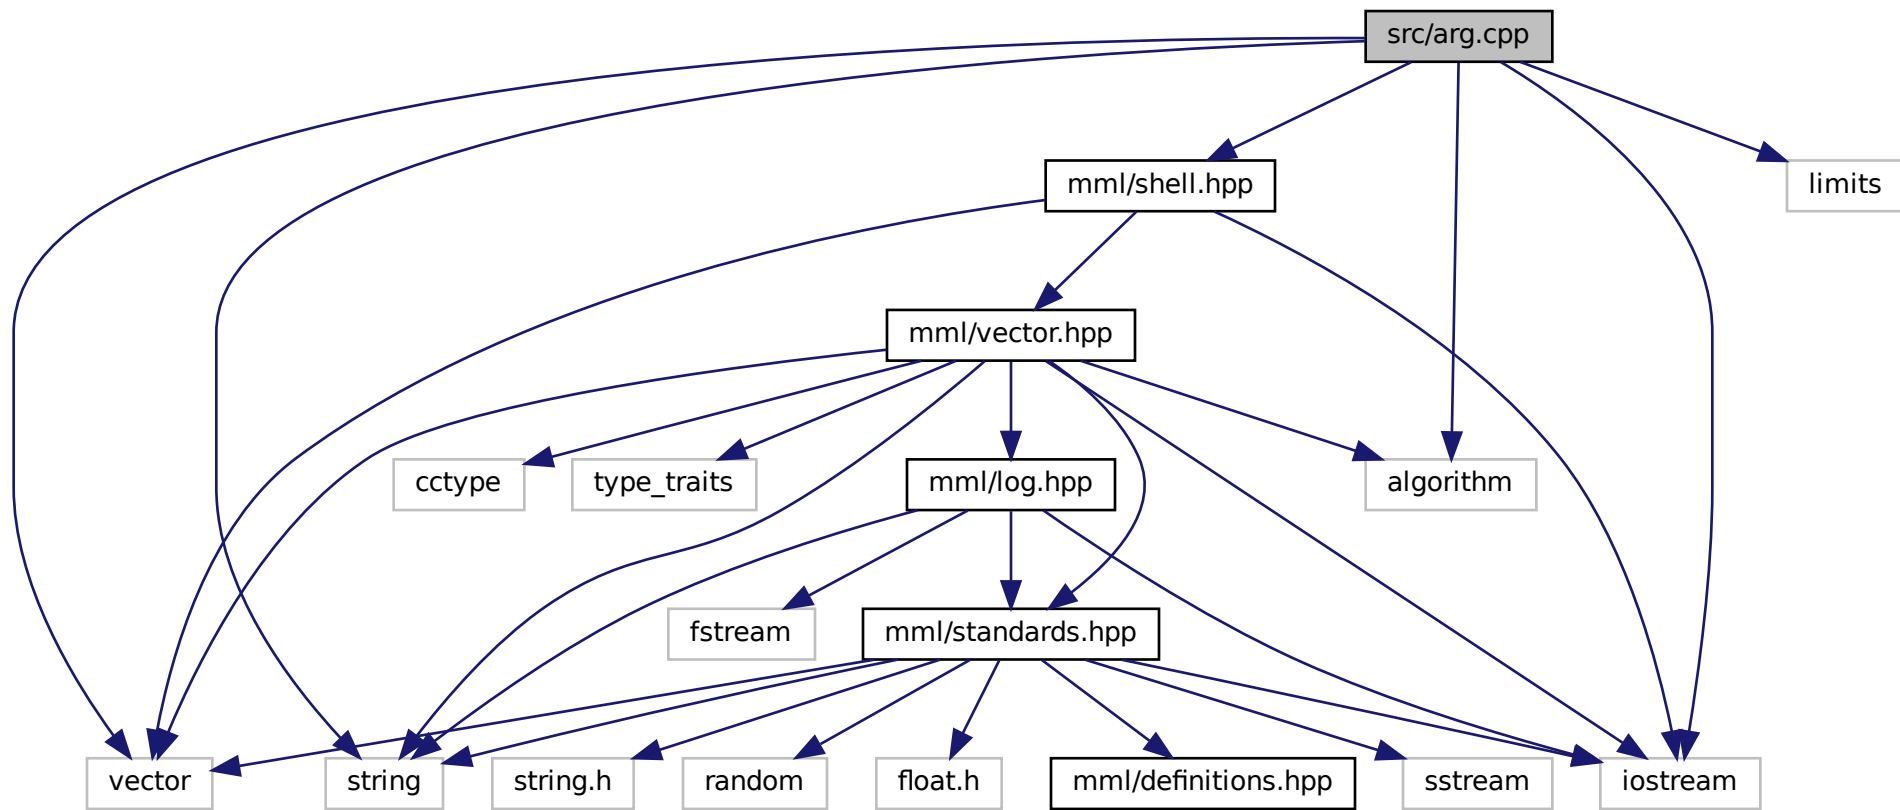 src/arg.cpp
mml/shell.hpp
limits
mml/vector.hpp
cctype
type_traits
mml/log.hpp
algorithm
fstream
mml/standards.hpp
vector
string
string.h
random
float.h
mml/definitions.hpp
sstream
iostream